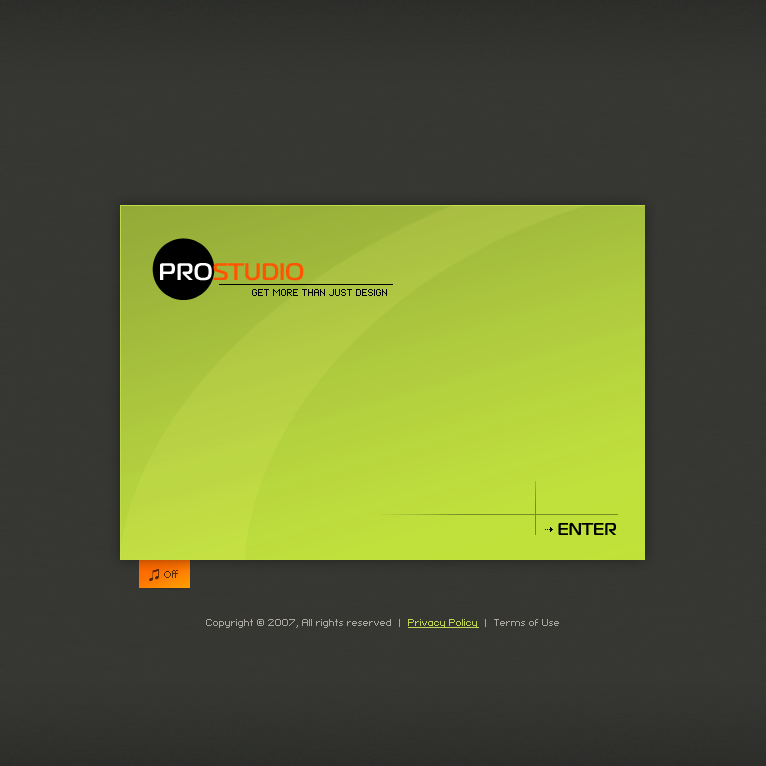 PROSTUDIO
GET MORE THAN JUST DESIGN
ENTER
Off
Copyright © 2007, All rights reserved | Privacy Policy | Terms of Use